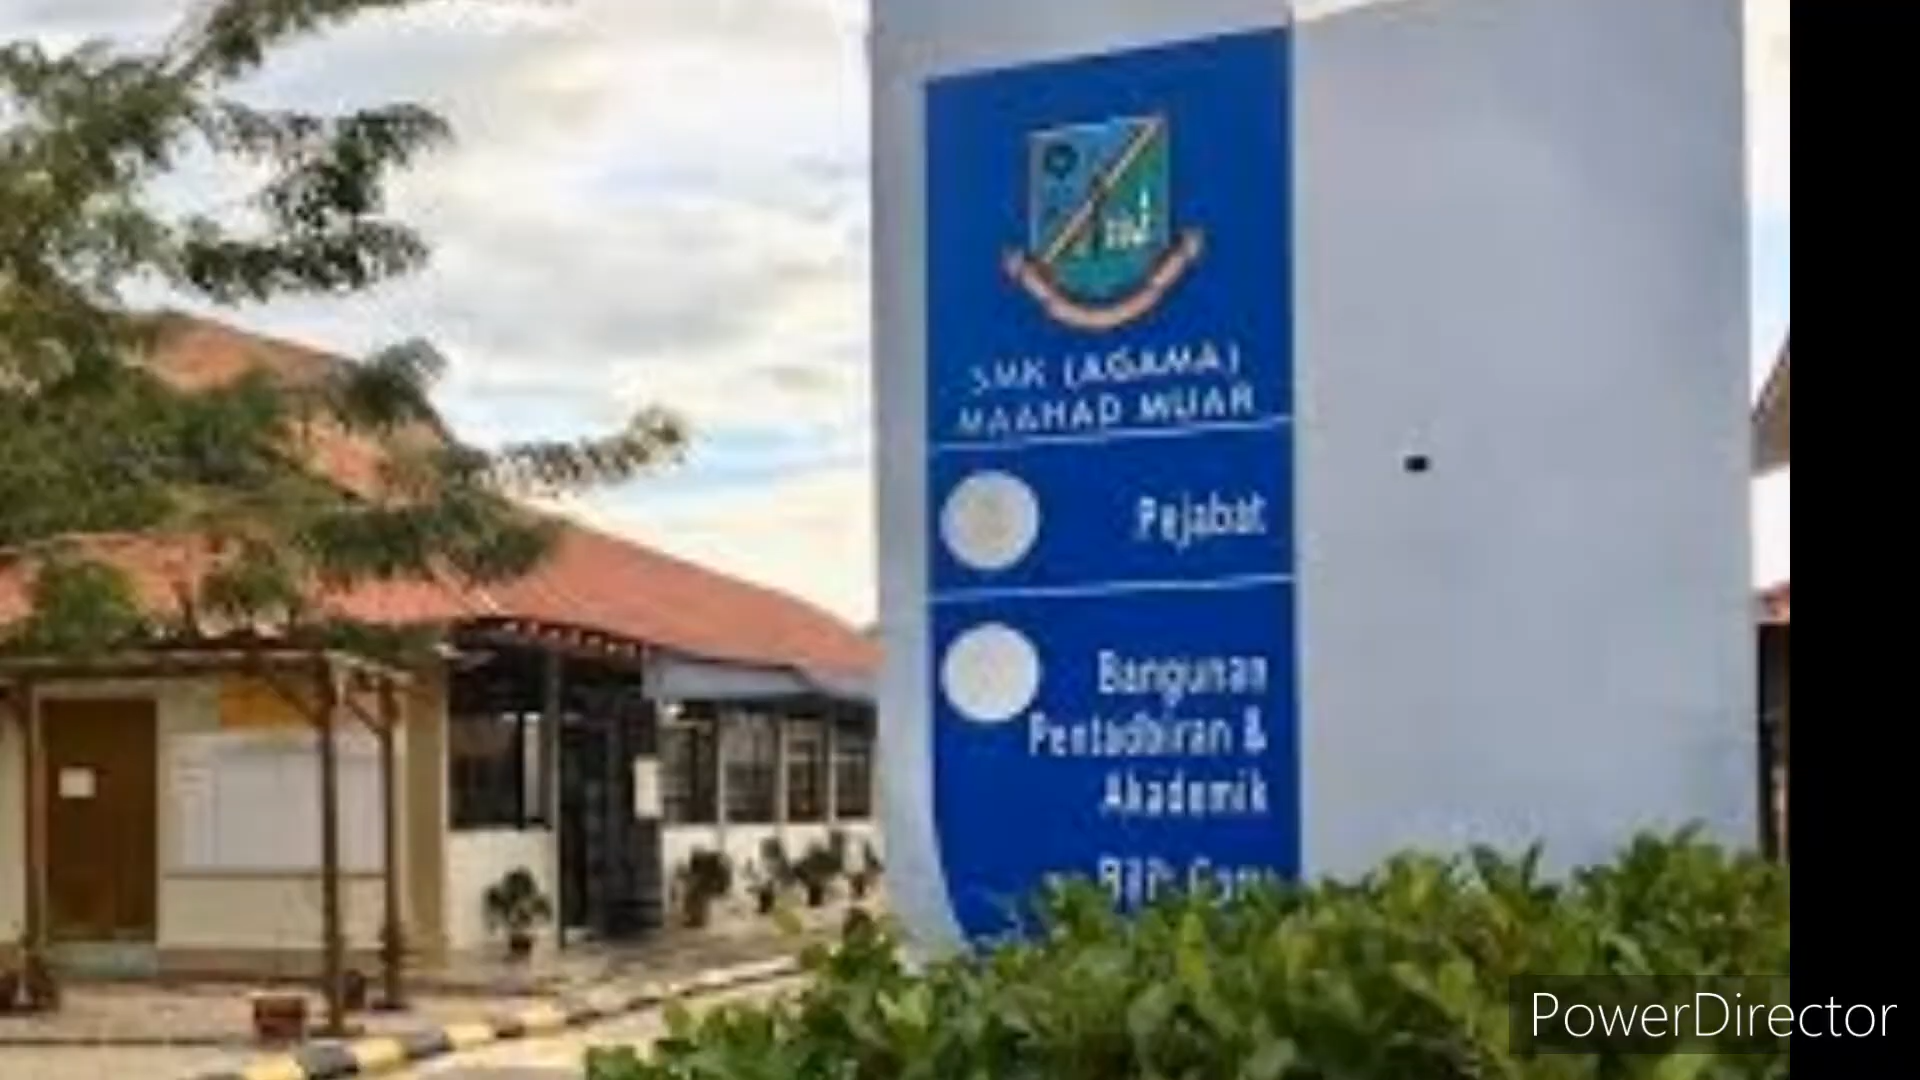 SMK (AGAMA)
MAAHAD MUAR
Pejabat
Bangunan
Pentadbiran &
Akademik
PowerDirector